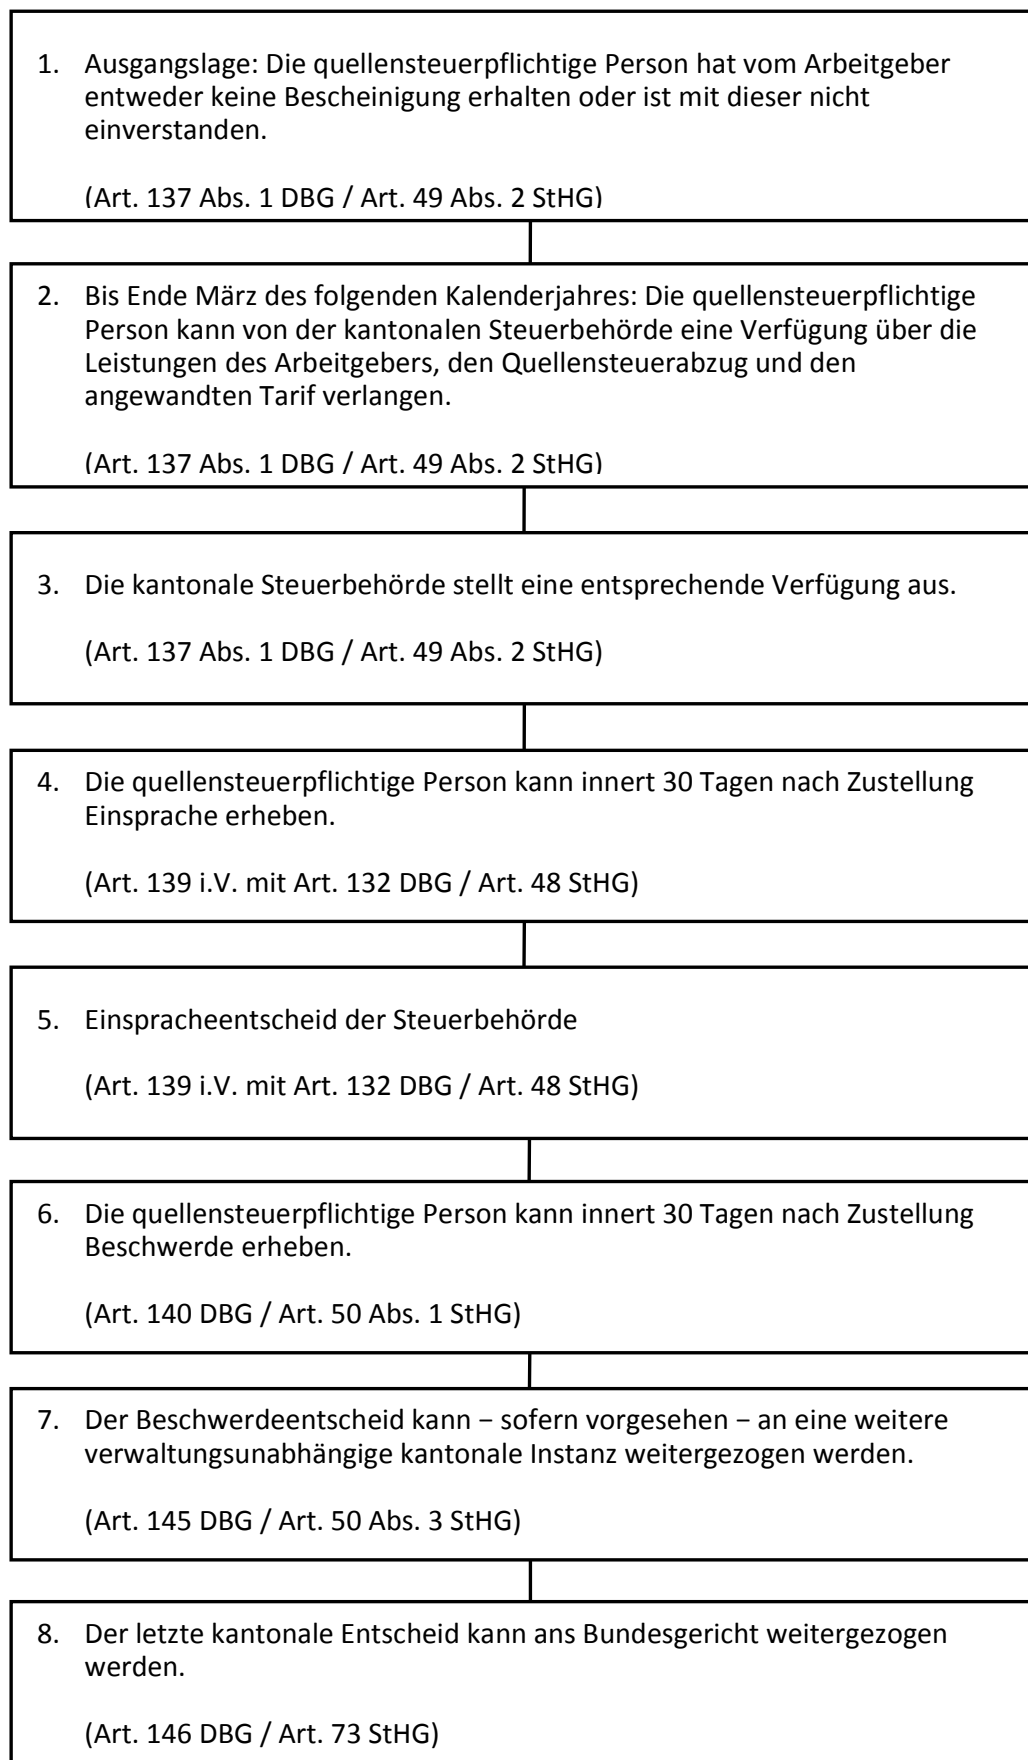 1. Ausgangslage: Die quellensteuerpflichtige Person hat vom Arbeitgeber
entweder keine Bescheinigung erhalten oder ist mit dieser nicht
einverstanden.
(Art. 137 Abs. 1 DBG / Art. 49 Abs. 2 StHG)
2. Bis Ende März des folgenden Kalenderjahres: Die quellensteuerpflichtige
Person kann von der kantonalen Steuerbehörde eine Verfügung über die
Leistungen des Arbeitgebers, den Quellensteuerabzug und den
angewandten Tarif verlangen.
(Art. 137 Abs. 1 DBG / Art. 49 Abs. 2 StHG)
3. Die kantonale Steuerbehörde stellt eine entsprechende Verfügung aus.
(Art. 137 Abs. 1 DBG / Art. 49 Abs. 2 StHG)
4. Die quellensteuerpflichtige Person kann innert 30 Tagen nach Zustellung
Einsprache erheben.
(Art. 139 i.V. mit Art. 132 DBG / Art. 48 StHG)
5. Einspracheentscheid der Steuerbehörde
(Art. 139 i.V. mit Art. 132 DBG / Art. 48 StHG)
6. Die quellensteuerpflichtige Person kann innert 30 Tagen nach Zustellung
Beschwerde erheben.
(Art. 140 DBG / Art. 50 Abs. 1 StHG)
7. Der Beschwerdeentscheid kann − sofern vorgesehen − an eine weitere
verwaltungsunabhängige kantonale Instanz weitergezogen werden.
(Art. 145 DBG / Art. 50 Abs. 3 StHG)
8. Der letzte kantonale Entscheid kann ans Bundesgericht weitergezogen
werden.
(Art. 146 DBG / Art. 73 StHG)